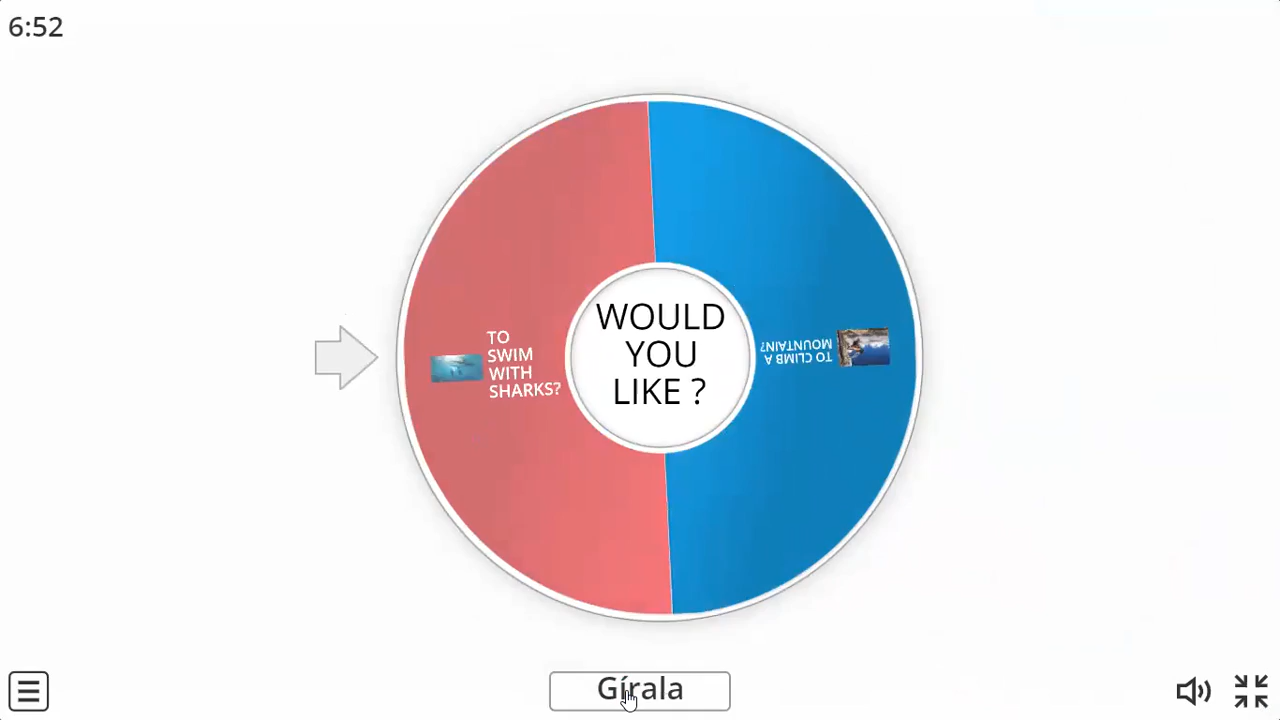 6:52
TO
SWIM
WITH
SHARKS?
WOULD
YOU
LIKE ?
TO CLIMB A
MOUNTAIN?
Gírala